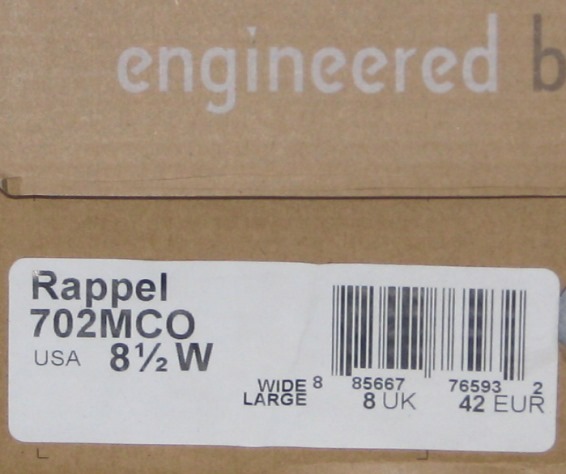 engineered b
Rappel
702MCO
USA 8½ W
8 85667 76593 2
WIDE
LARGE 8 UK 42 EUR